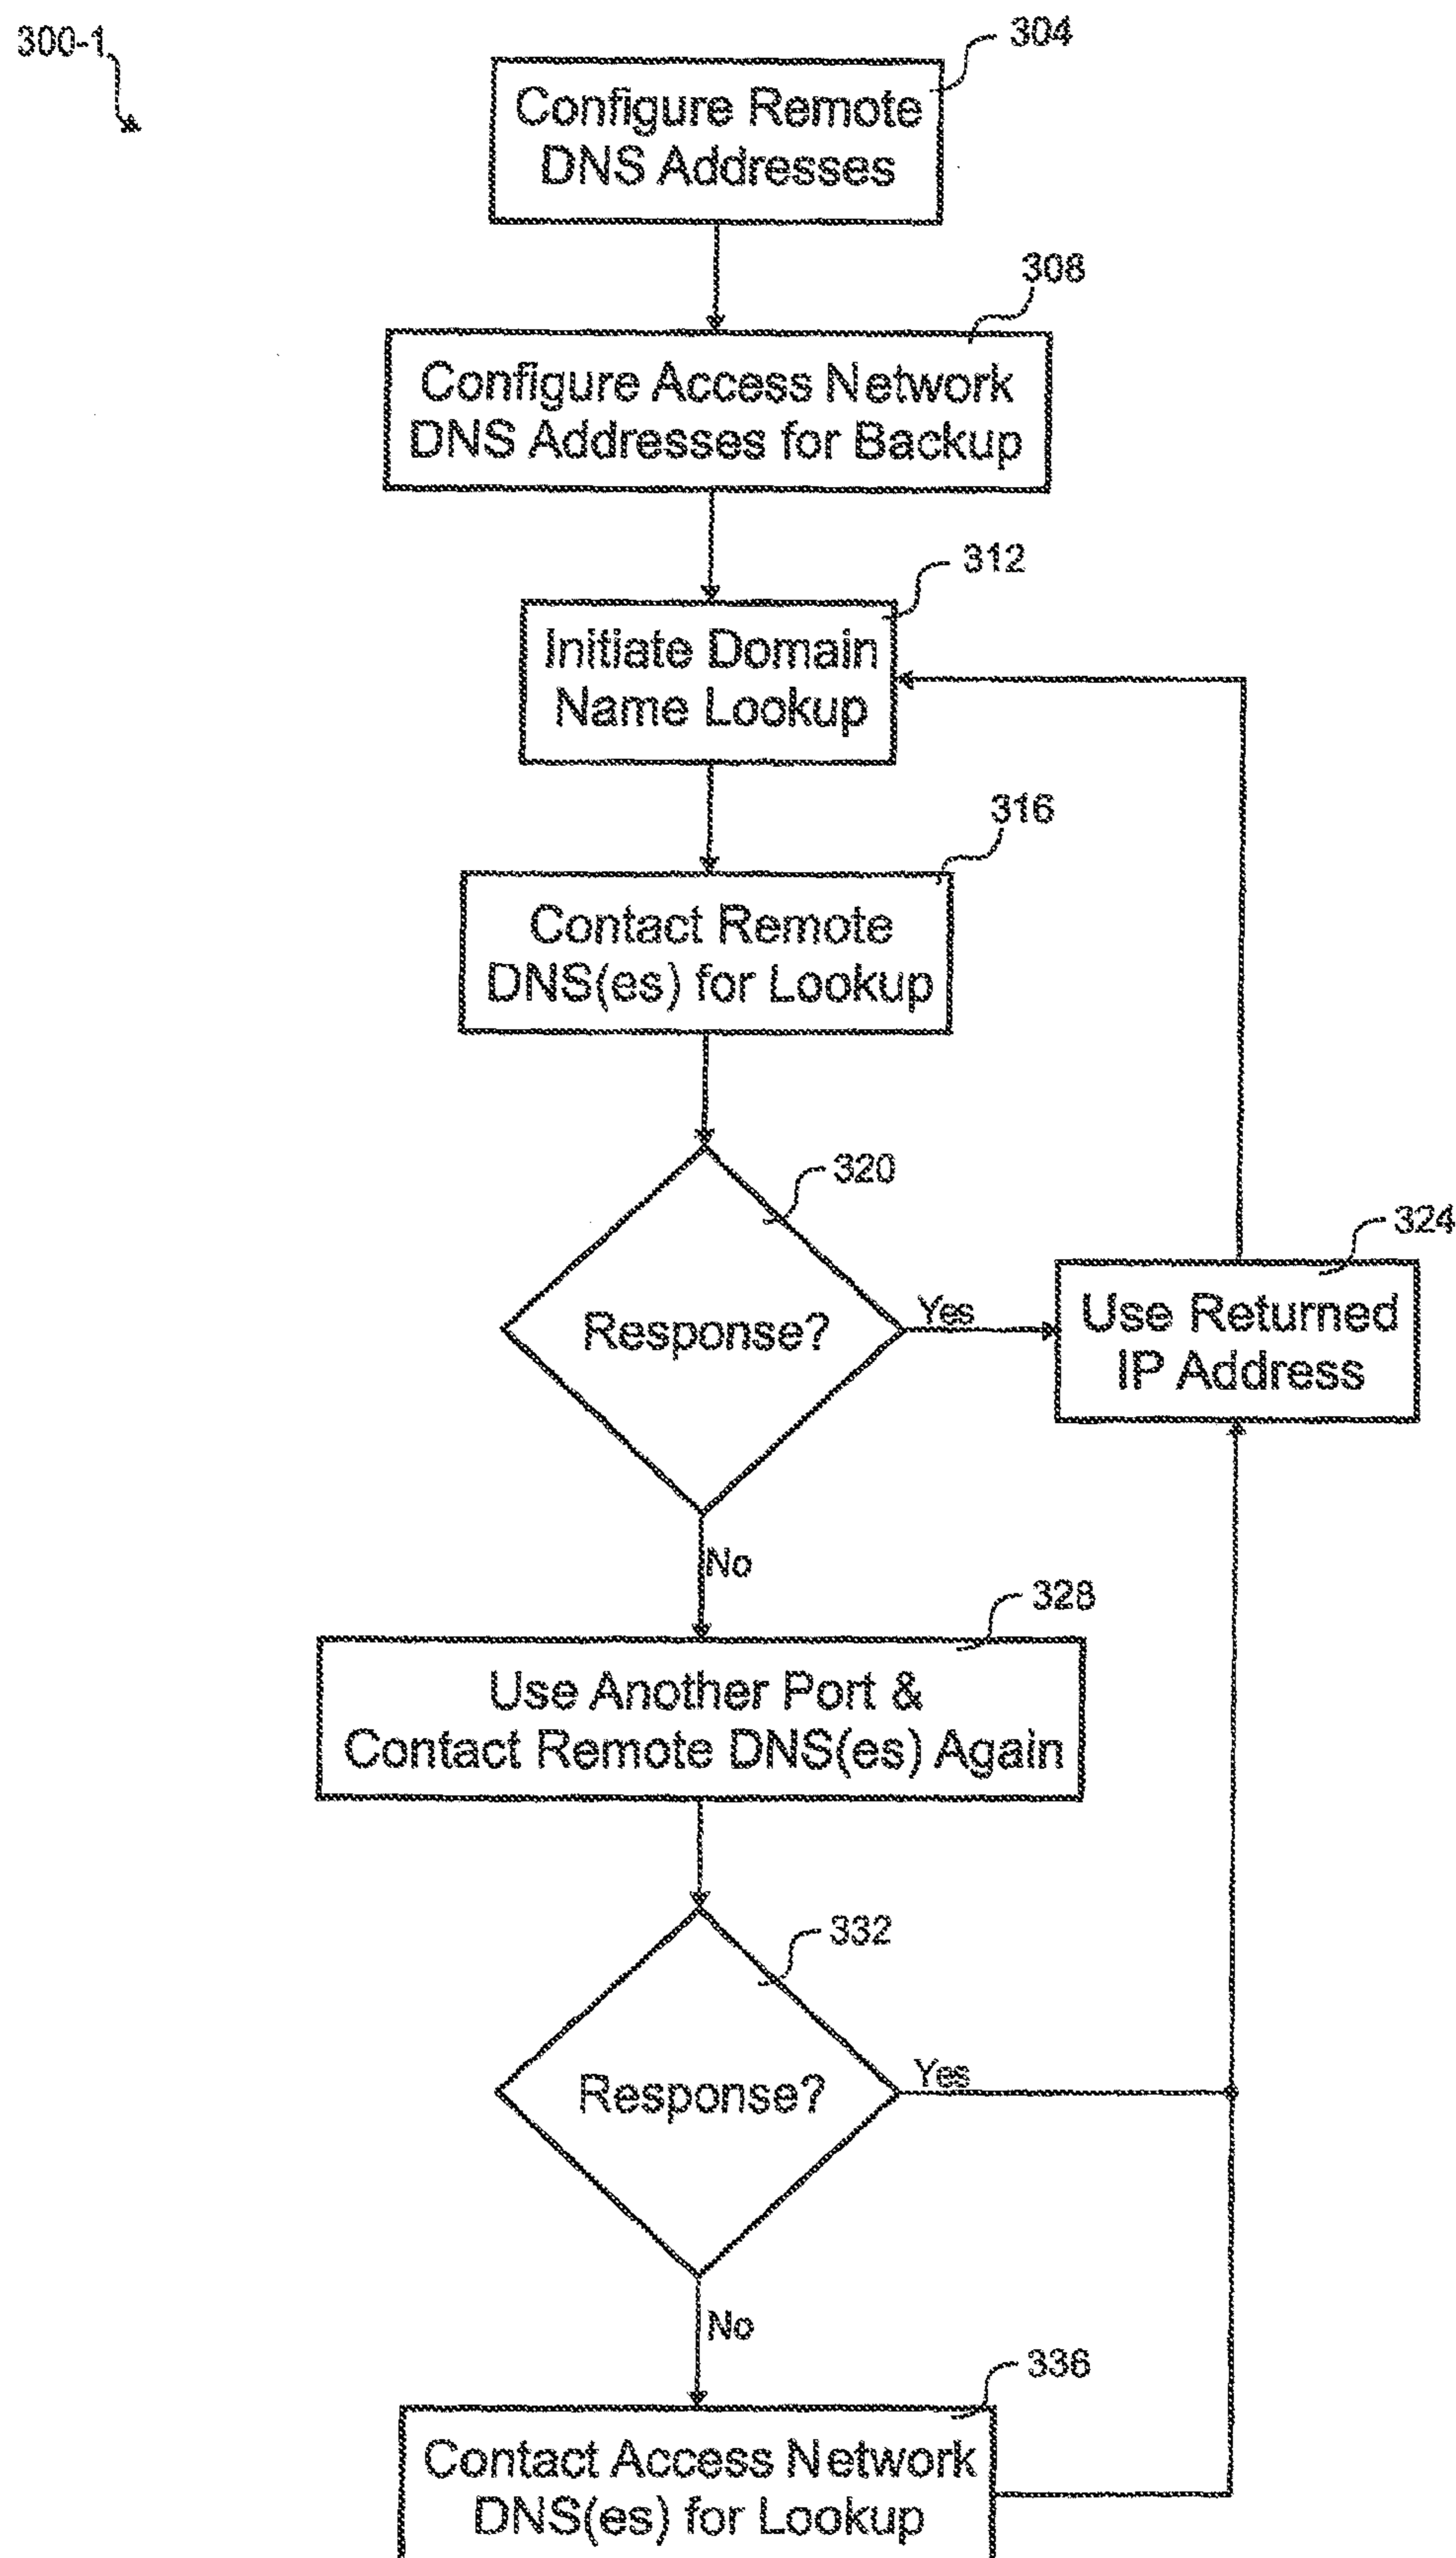 300-1
304
Configure Remote
DNS Addresses
308
Configure Access Network
DNS Addresses for Backup
312
Initiate Domain
Name Lookup
316
Contact Remote
DNS(es) for Lookup
320
Response?
Yes
324
Use Returned
IP Address
No
328
Use Another Port &
Contact Remote DNS(es) Again
332
Response?
Yes
No
336
Contact Access Network
DNS(es) for Lookup